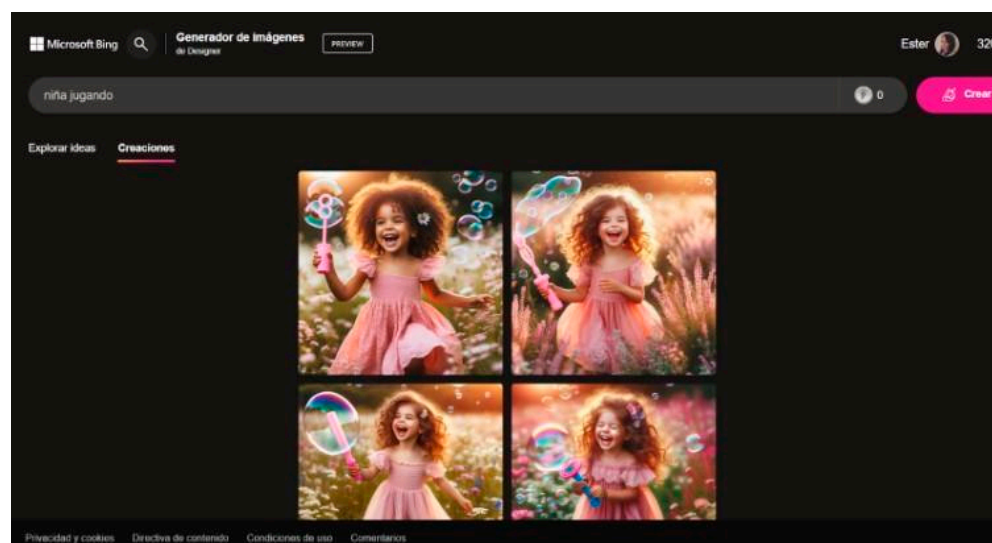 Microsoft Bing
Generador de imágenes
de Designer
PREVIEW
Ester
320
niña jugando
0
Crear
Explorar ideas
Creaciones
Privacidad y cookies
Directiva de contenido
Condiciones de uso
Comentarios